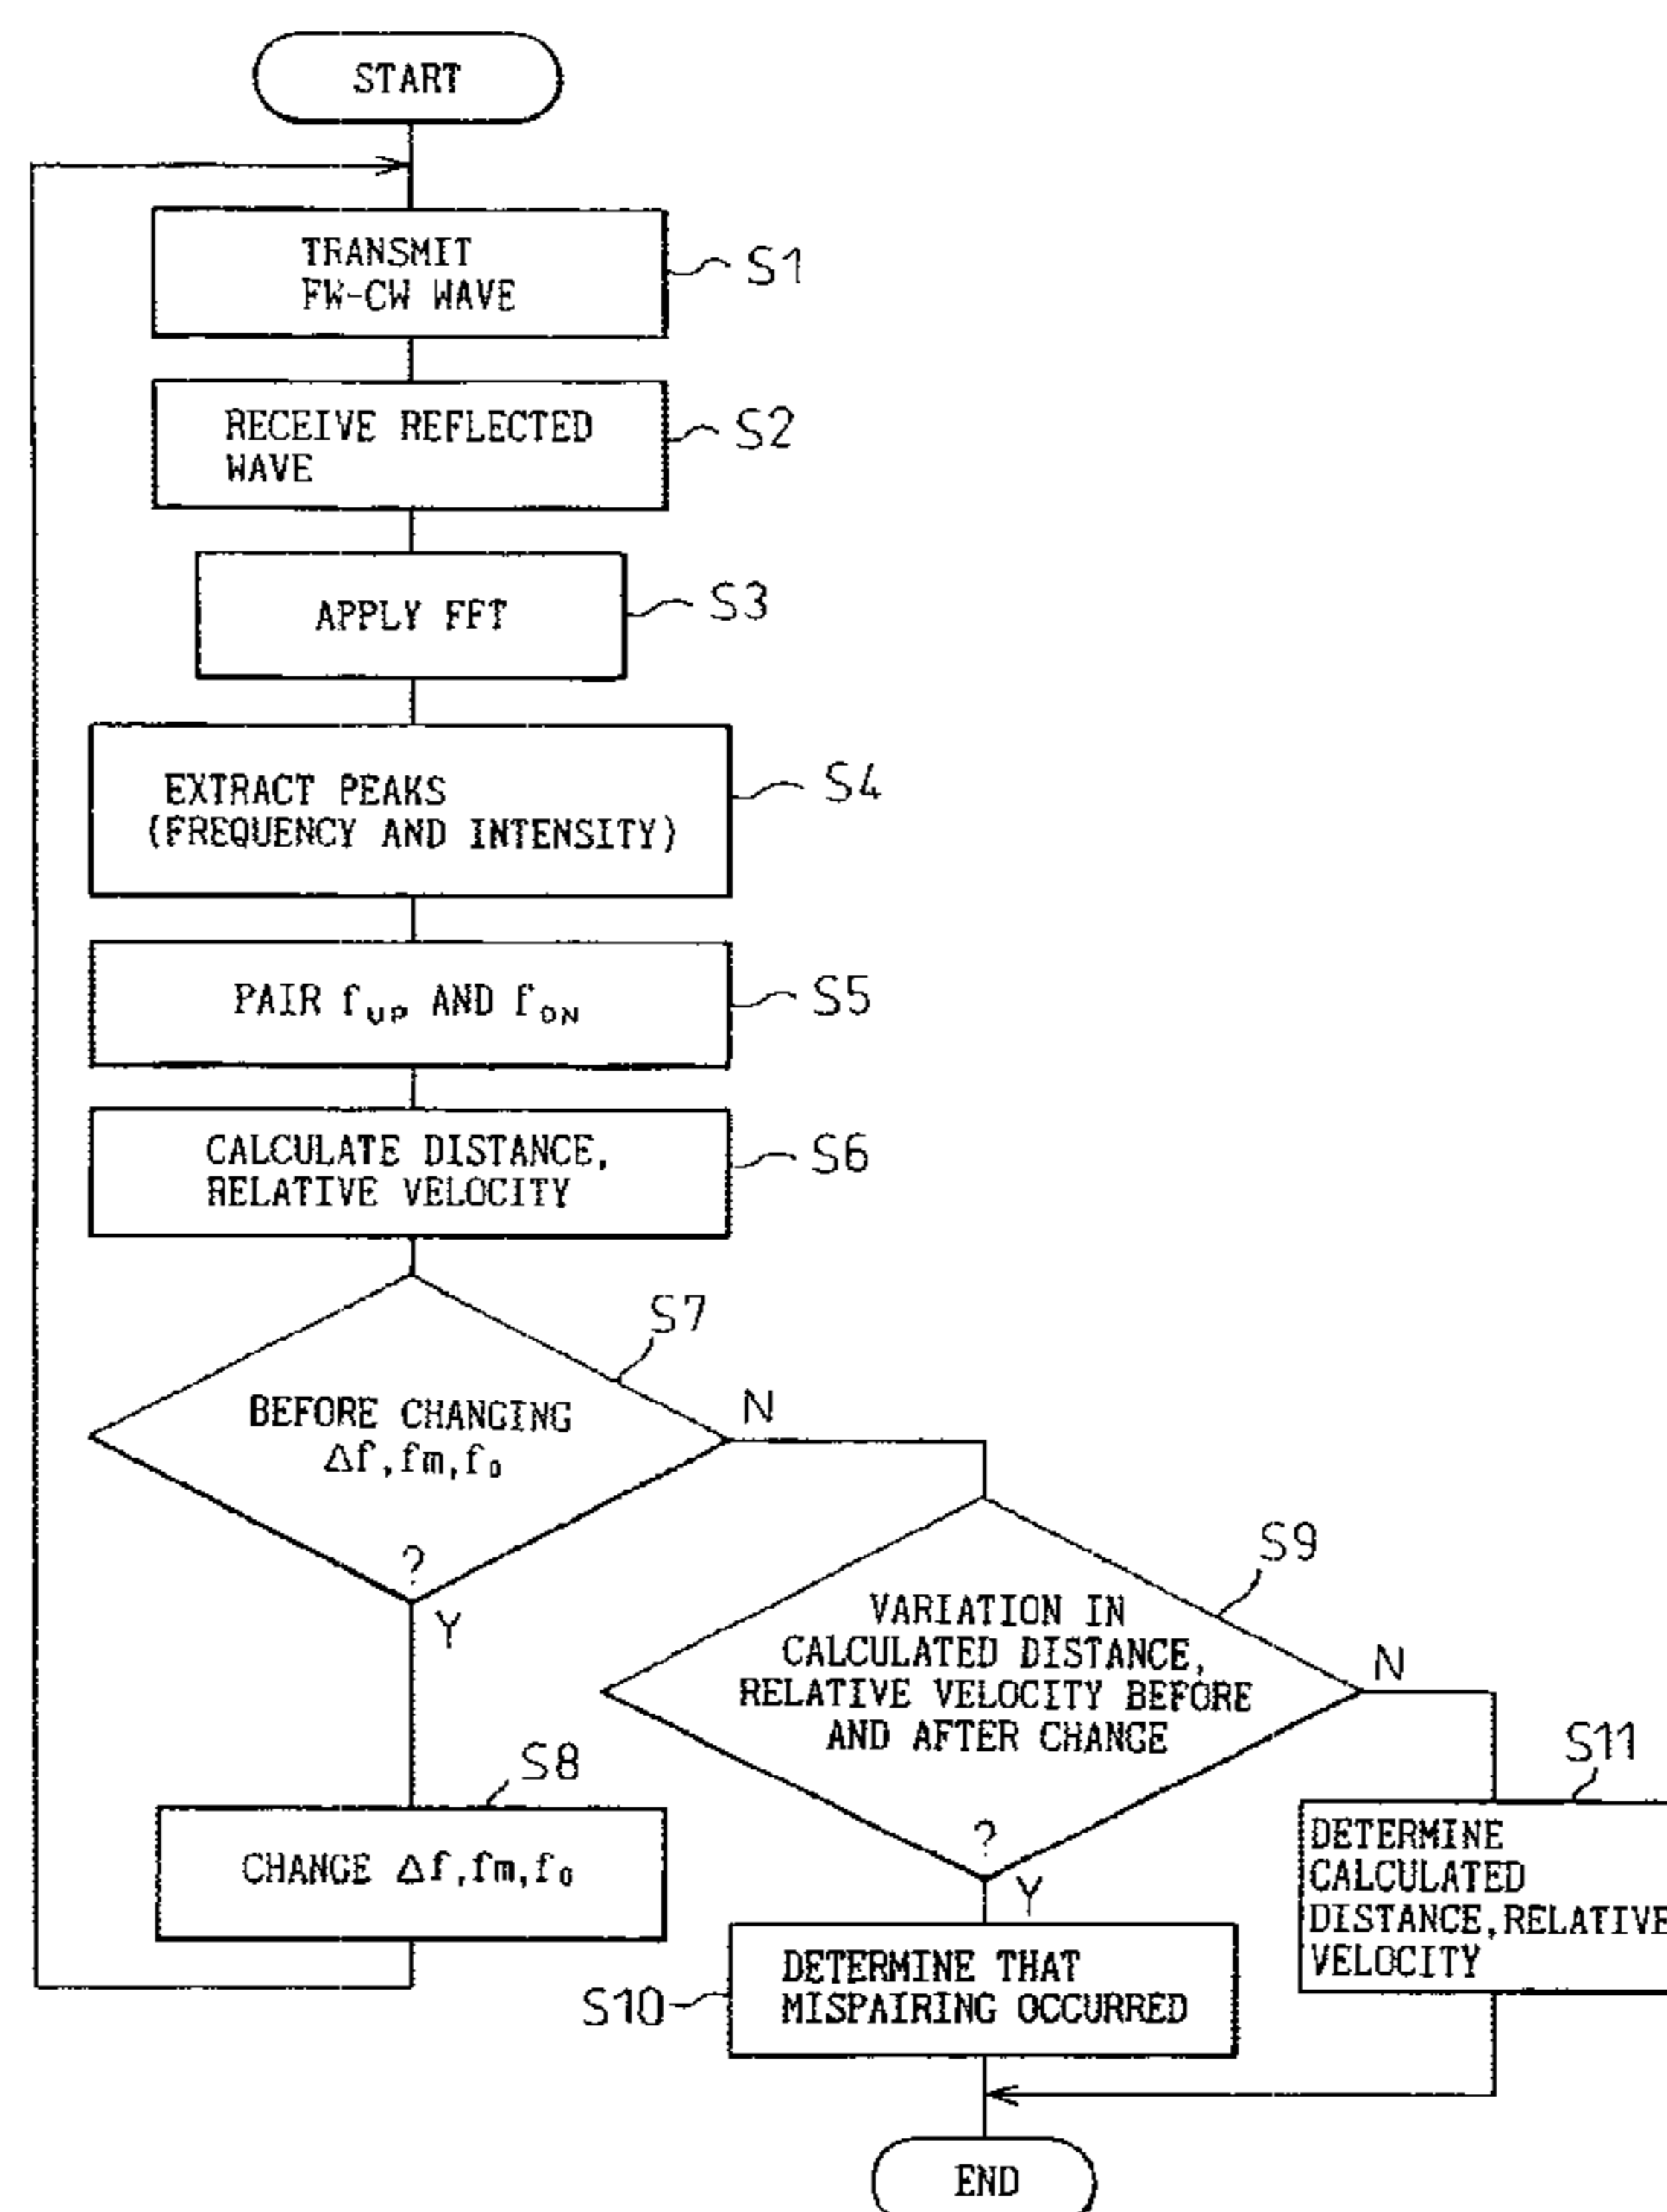 START
TRANSMIT
FW-CW WAVE
S1
RECEIVE REFLECTED
WAVE
S2
APPLY FFT
S3
EXTRACT PEAKS
(FREQUENCY AND INTENSITY)
S4
PAIR fUP AND fDN
S5
CALCULATE DISTANCE,
RELATIVE VELOCITY
S6
S7
BEFORE CHANGING
Δf,fm,f0
?
N
Y
S8
CHANGE Δf,fm,f0
S9
VARIATION IN
CALCULATED DISTANCE,
RELATIVE VELOCITY BEFORE
AND AFTER CHANGE
?
N
Y
S10
DETERMINE THAT
MISPAIRING OCCURRED
S11
DETERMINE
CALCULATED
DISTANCE,RELATIVE
VELOCITY
END